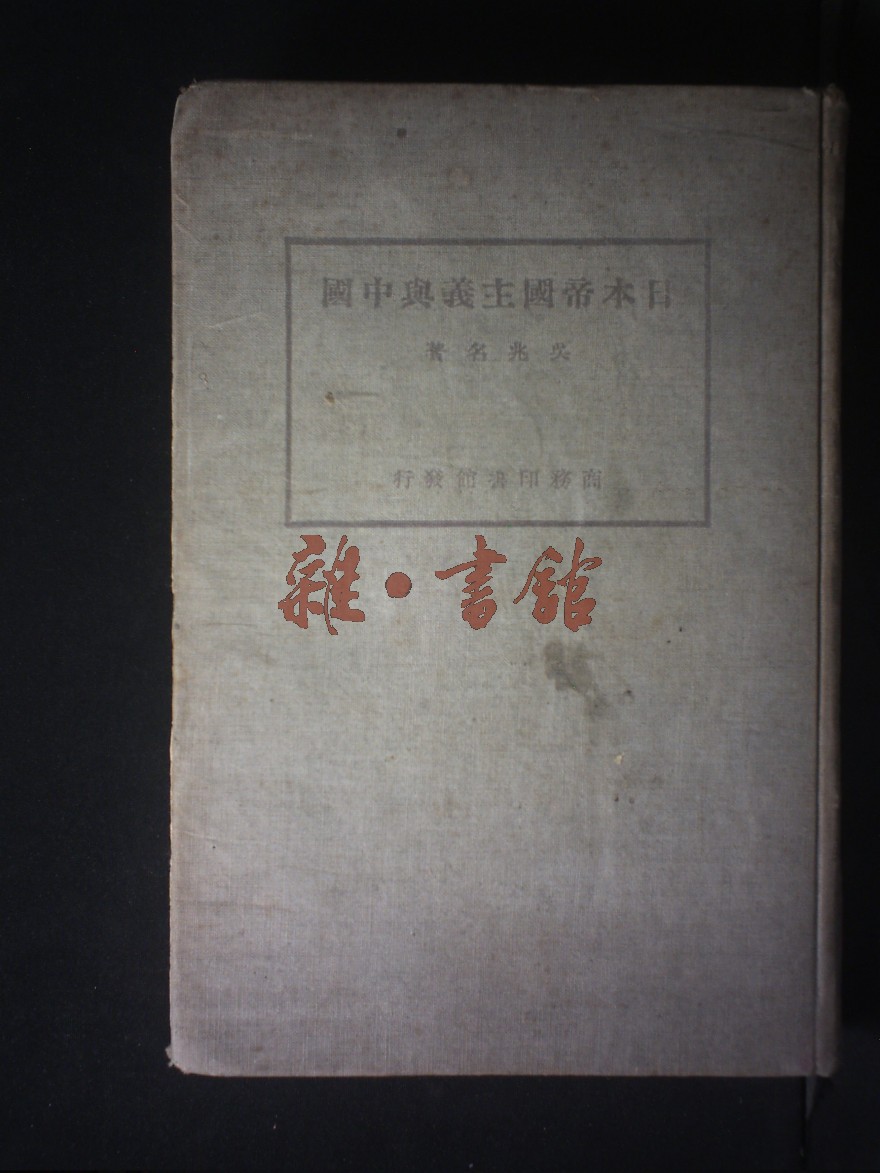 日本帝國主義與中國
吳兆名著
商務印書館發行
雜·書館